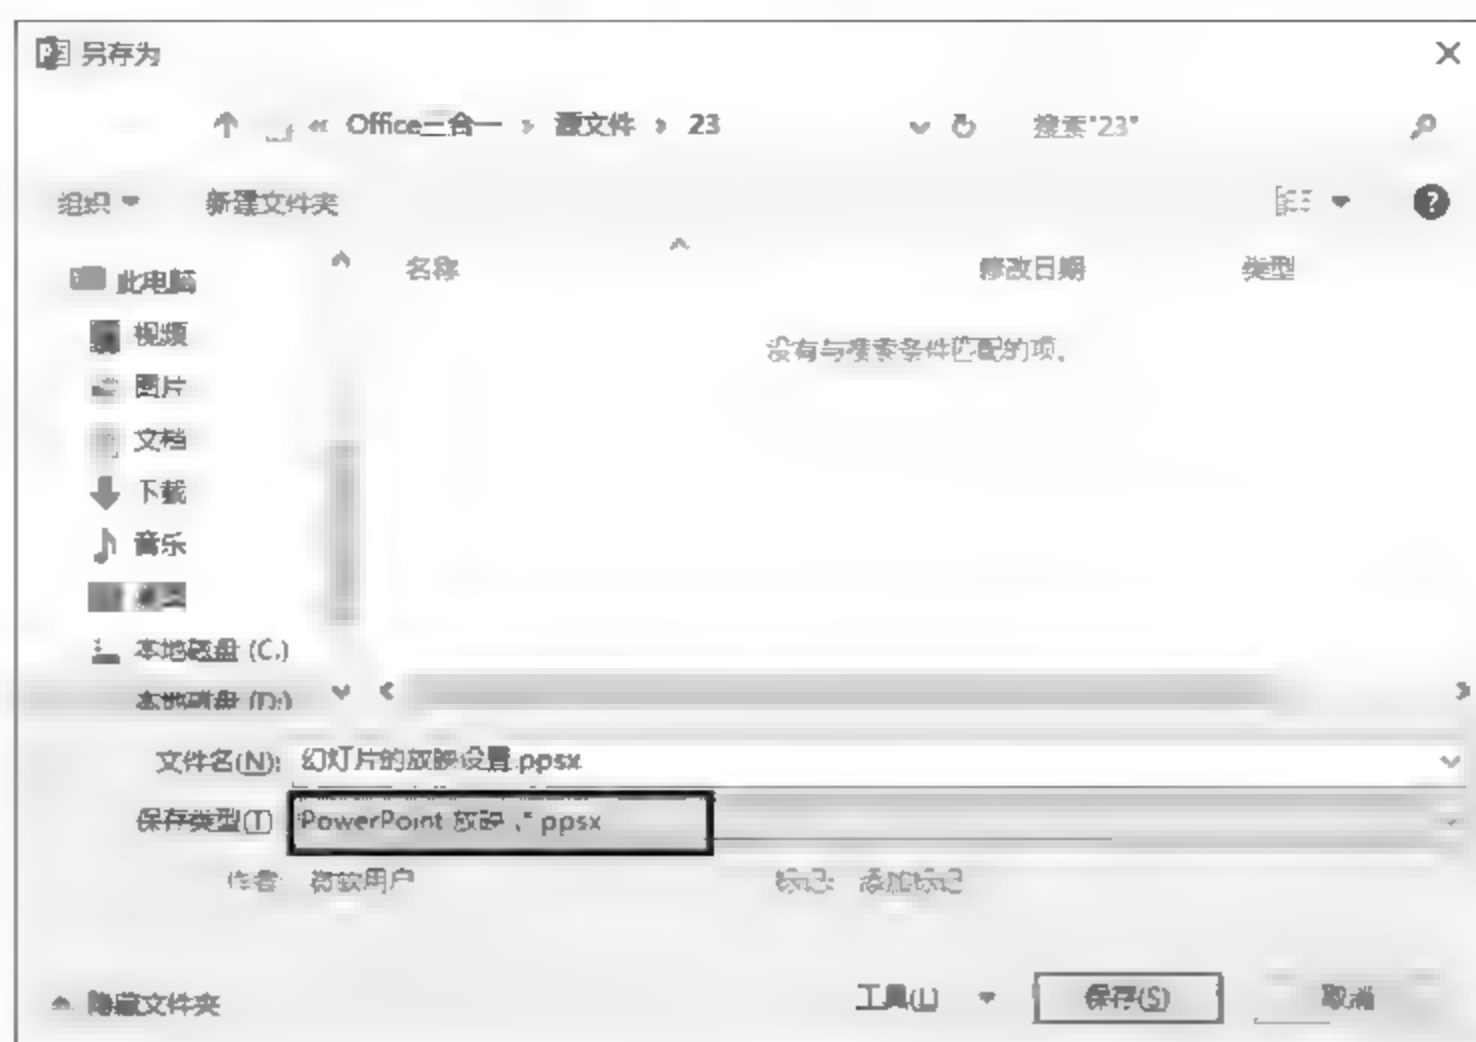 另存为
« Office三合一 › 源文件 › 23
搜索"23"
组织
新建文件夹
名称
修改日期
类型
此电脑
没有与搜索条件匹配的项。
视频
图片
文档
下载
音乐
本地磁盘 (C:)
本地磁盘 (D:)
文件名(N): 幻灯片的放映设置.ppsx
保存类型(T) PowerPoint 放映 .*.ppsx
作者: 微软用户
标记: 添加标记
隐藏文件夹
工具(L)
保存(S)
取消